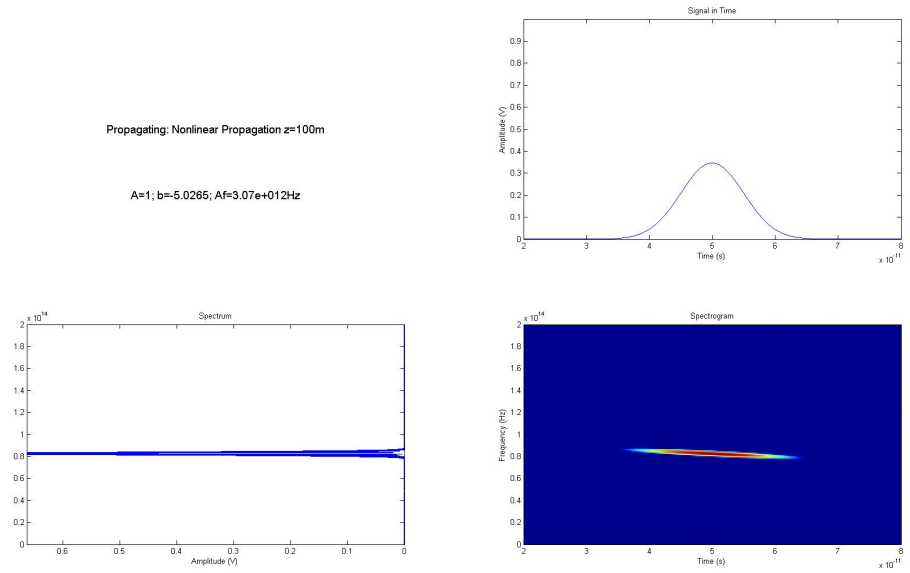 Propagating: Nonlinear Propagation z=100m
A=1; b=-5.0265; Af=3.07e+012Hz
Signal in Time
Amplitude (V)
0.9
0.8
0.7
0.6
0.5
0.4
0.3
0.2
0.1
0
2 3 4 5 6 7 8
Time (s)
x 10^-11
Spectrum
x 10^14
2
1.8
1.6
1.4
1.2
1
0.8
0.6
0.4
0.2
0
0.6 0.5 0.4 0.3 0.2 0.1 0
Amplitude (V)
Spectrogram
x 10^14
Frequency (Hz)
2
1.8
1.6
1.4
1.2
1
0.8
0.6
0.4
0.2
0
2 3 4 5 6 7 8
Time (s)
x 10^-11